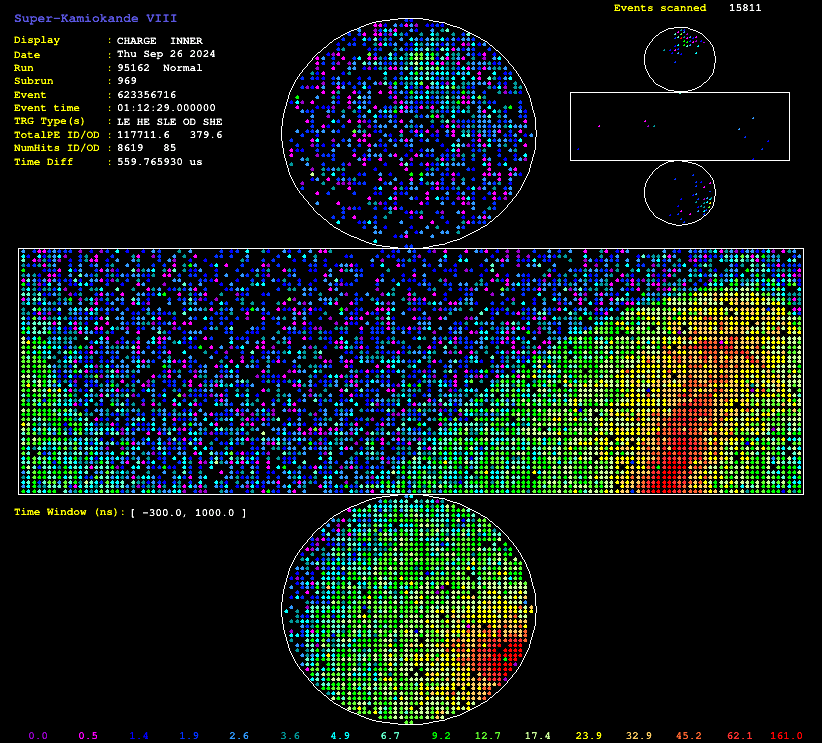 Super-Kamiokande VIII
Events scanned 15811
Display : CHARGE INNER
Date : Thu Sep 26 2024
Run : 95162 Normal
Subrun : 969
Event : 623356716
Event time : 01:12:29.000000
TRG Type(s) : LE HE SLE OD SHE
TotalPE ID/OD : 117711.6 379.6
NumHits ID/OD : 8619 85
Time Diff : 559.765930 us
Time Window (ns): [ -300.0, 1000.0 ]
0.0 0.5 1.4 1.9 2.6 3.6 4.9 6.7 9.2 12.7 17.4 23.9 32.9 45.2 62.1 161.0